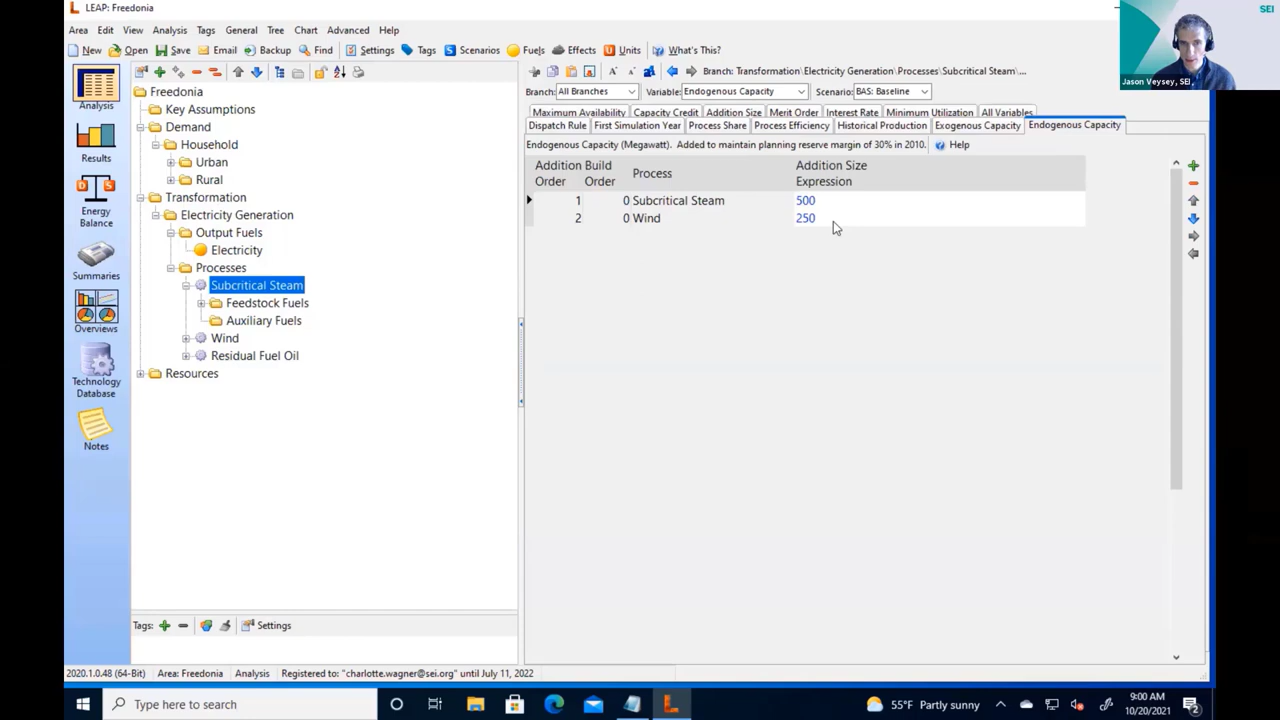 LEAP: Freedonia
SEI
Area Edit View Analysis Tags General Tree Chart Advanced Help
New Open Save Email Backup Find Settings Tags Scenarios Fuels Effects Units What's This?
Jason Veysey, SEI
Branch: Transformation\Electricity Generation\Processes\Subcritical Steam\...
Branch: All Branches Variable: Endogenous Capacity Scenario: BAS: Baseline
Maximum Availability Capacity Credit Addition Size Merit Order Interest Rate Minimum Utilization All Variables
Dispatch Rule First Simulation Year Process Share Process Efficiency Historical Production Exogenous Capacity Endogenous Capacity
Endogenous Capacity (Megawatt). Added to maintain planning reserve margin of 30% in 2010. Help
Addition Build Addition Size
Order Order Process Expression
1 0 Subcritical Steam 500
2 0 Wind 250
Analysis
Results
Energy
Balance
Summaries
Overviews
Technology
Database
Notes
Freedonia
Key Assumptions
Demand
Household
Urban
Rural
Transformation
Electricity Generation
Output Fuels
Electricity
Processes
Subcritical Steam
Feedstock Fuels
Auxiliary Fuels
Wind
Residual Fuel Oil
Resources
Tags: Settings
2020.1.0.48 (64-Bit) Area: Freedonia Analysis Registered to: "charlotte.wagner@sei.org" until July 11, 2022
Type here to search
55°F Partly sunny
9:00 AM
10/20/2021
2